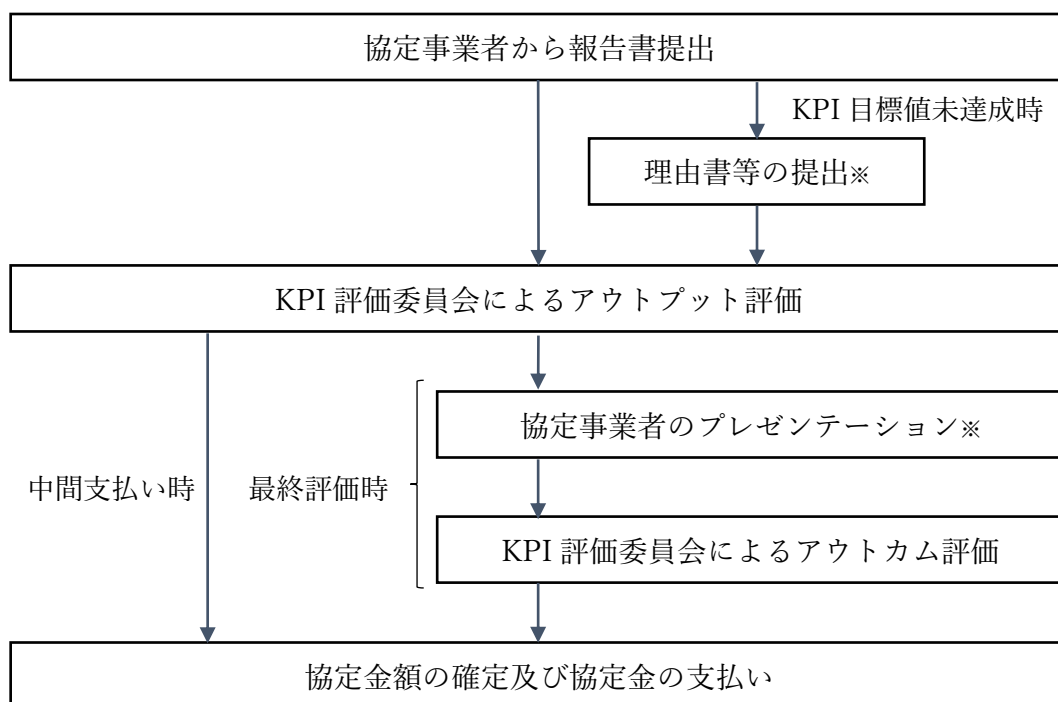 協定事業者から報告書提出
KPI 目標値未達成時
理由書等の提出※
KPI 評価委員会によるアウトプット評価
協定事業者のプレゼンテーション※
中間支払い時
最終評価時
KPI 評価委員会によるアウトカム評価
協定金額の確定及び協定金の支払い